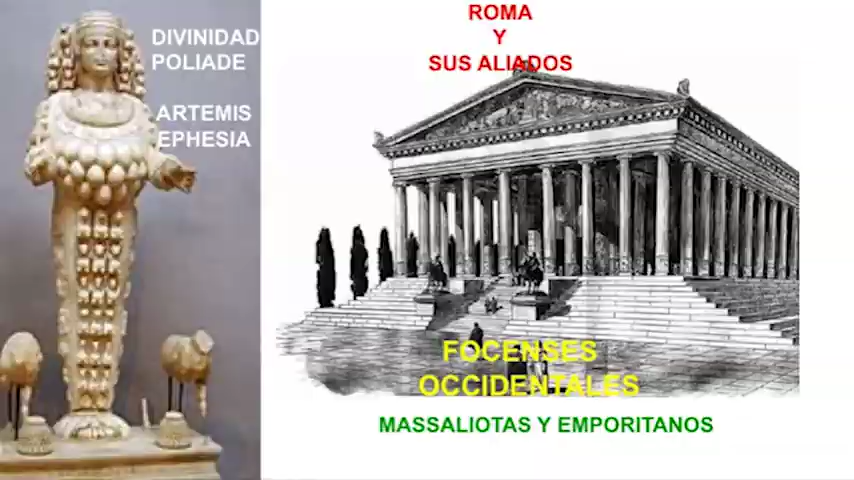 DIVINIDAD
POLIADE
ARTEMIS
EPHESIA
ROMA
Y
SUS ALIADOS
FOCENSES
OCCIDENTALES
MASSALIOTAS Y EMPORITANOS